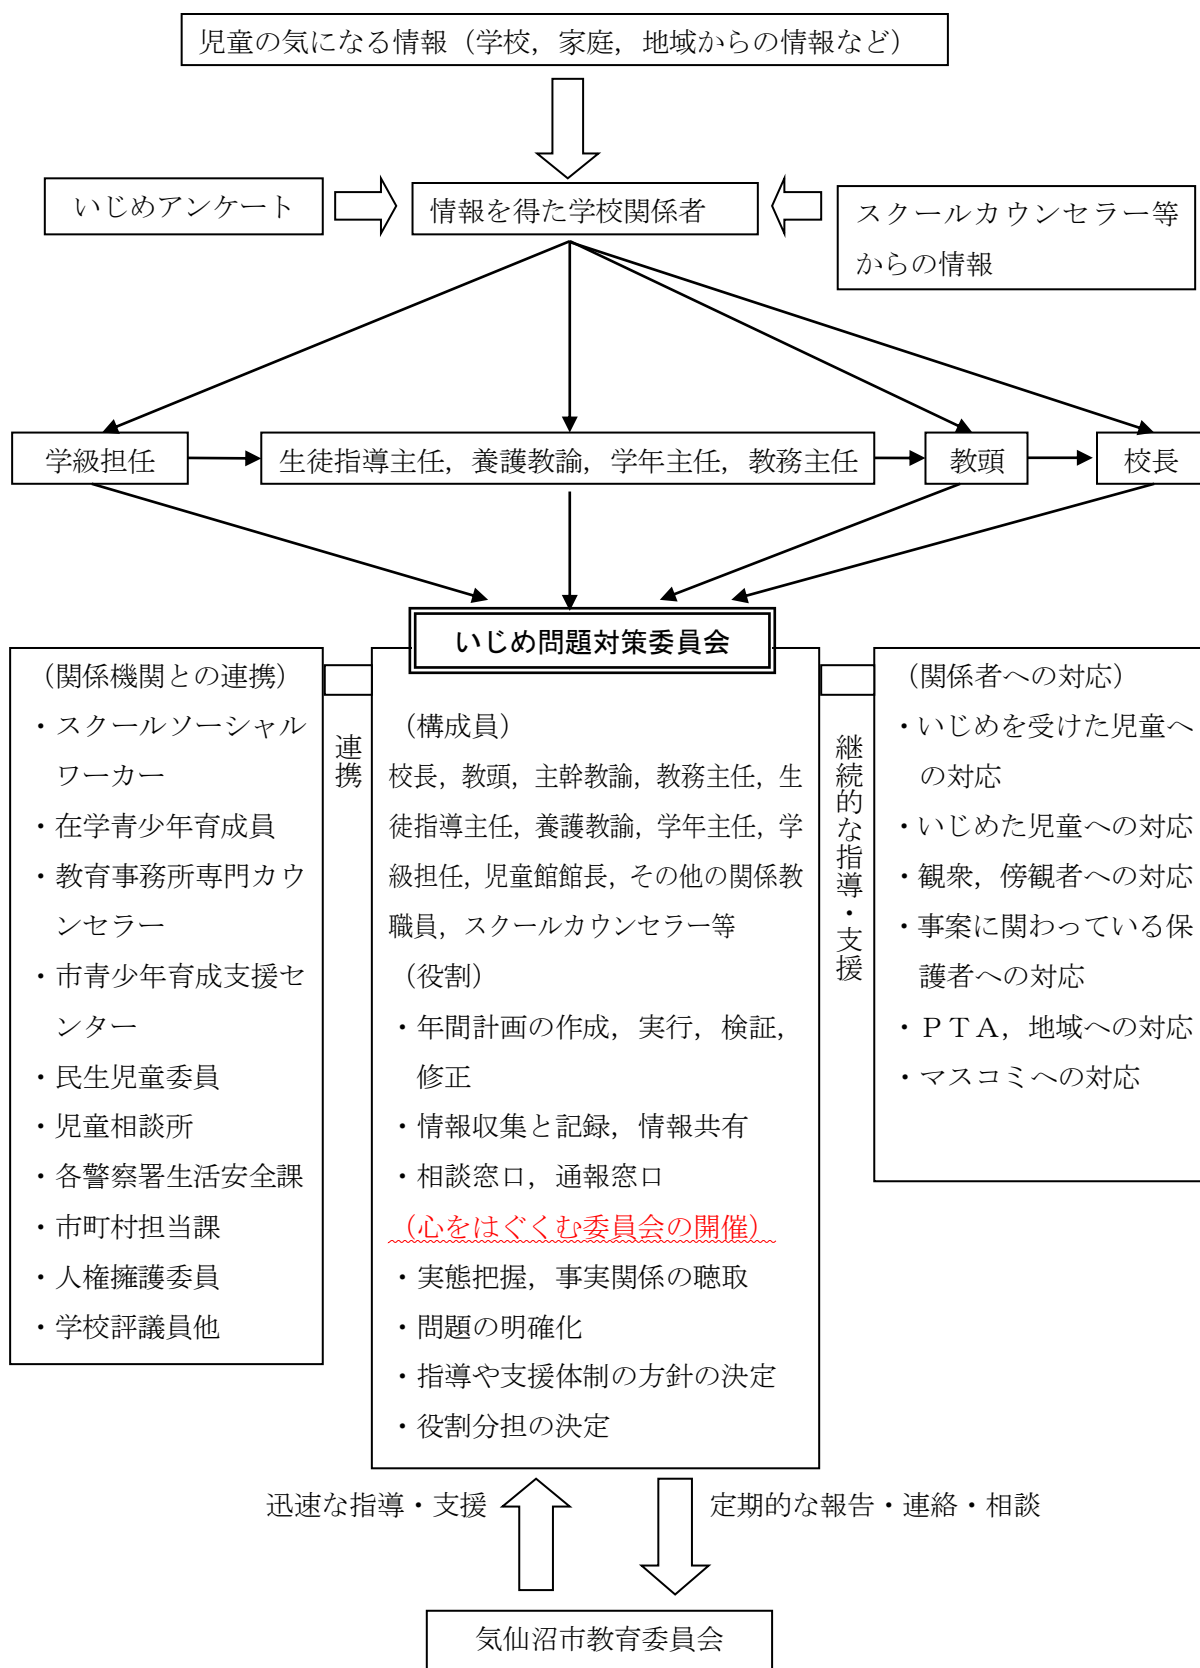 児童の気になる情報（学校，家庭，地域からの情報など）
いじめアンケート
情報を得た学校関係者
スクールカウンセラー等
からの情報
学級担任
生徒指導主任，養護教諭，学年主任，教務主任
教頭
校長
いじめ問題対策委員会
（関係機関との連携）
・スクールソーシャル
ワーカー
・在学青少年育成員
・教育事務所専門カウ
ンセラー
・市青少年育成支援セ
ンター
・民生児童委員
・児童相談所
・各警察署生活安全課
・市町村担当課
・人権擁護委員
・学校評議員他
連携
（構成員）
校長，教頭，主幹教諭，教務主任，生
徒指導主任，養護教諭，学年主任，学
級担任，児童館館長，その他の関係教
職員，スクールカウンセラー等
（役割）
・年間計画の作成，実行，検証，
修正
・情報収集と記録，情報共有
・相談窓口，通報窓口
（心をはぐくむ委員会の開催）
・実態把握，事実関係の聴取
・問題の明確化
・指導や支援体制の方針の決定
・役割分担の決定
継続的な指導・支援
（関係者への対応）
・いじめを受けた児童へ
の対応
・いじめた児童への対応
・観衆，傍観者への対応
・事案に関わっている保
護者への対応
・ＰＴＡ，地域への対応
・マスコミへの対応
迅速な指導・支援
定期的な報告・連絡・相談
気仙沼市教育委員会